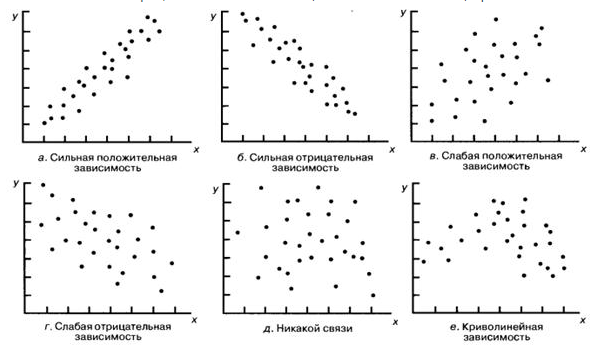 y
y
y
x
x
x
а. Сильная положительная
зависимость
б. Сильная отрицательная
зависимость
в. Слабая положительная
зависимость
y
y
y
x
x
x
г. Слабая отрицательная
зависимость
д. Никакой связи
е. Криволинейная
зависимость